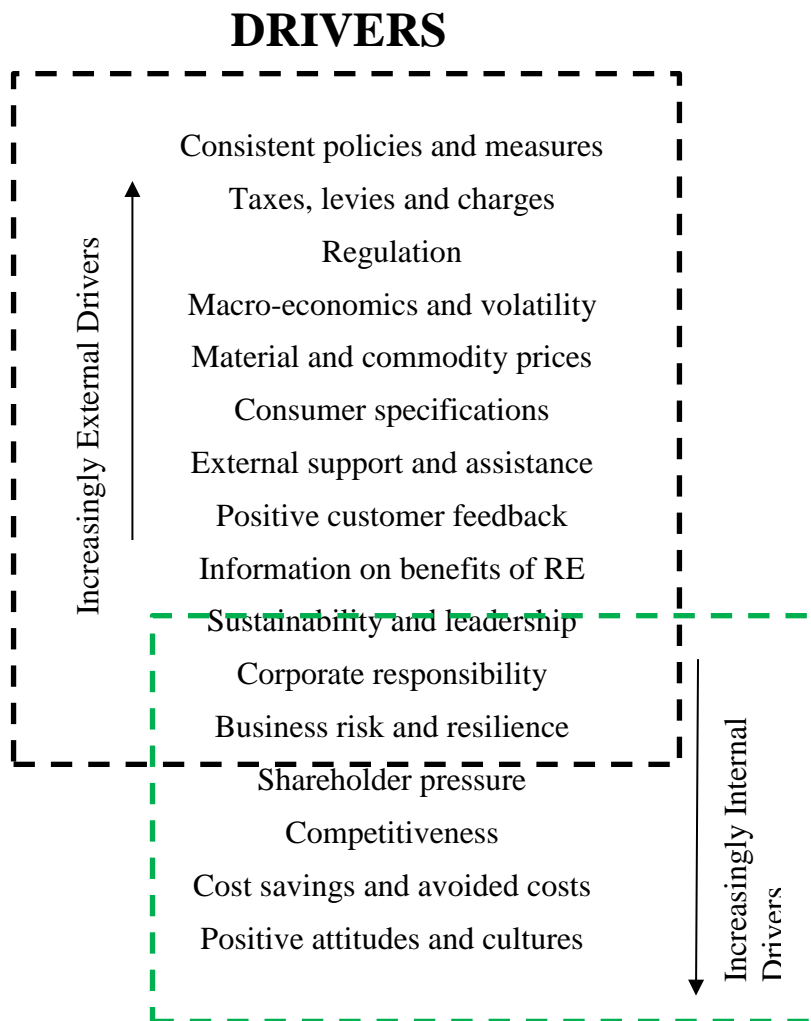 DRIVERS
Consistent policies and measures
Taxes, levies and charges
Regulation
Macro-economics and volatility
Material and commodity prices
Consumer specifications
External support and assistance
Positive customer feedback
Information on benefits of RE
Sustainability and leadership
Corporate responsibility
Business risk and resilience
Shareholder pressure
Competitiveness
Cost savings and avoided costs
Positive attitudes and cultures
Increasingly External Drivers
Increasingly Internal
Drivers